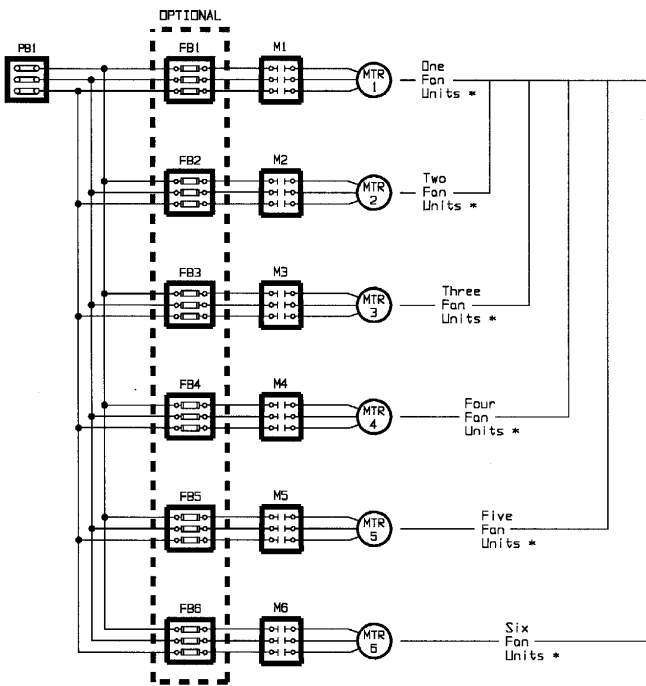 OPTIONAL
PB1
FB1
M1
MTR
1
One
Fan
Units *
FB2
M2
MTR
2
Two
Fan
Units *
FB3
M3
MTR
3
Three
Fan
Units *
FB4
M4
MTR
4
Four
Fan
Units *
FB5
M5
MTR
5
Five
Fan
Units *
FB6
M6
MTR
6
Six
Fan
Units *